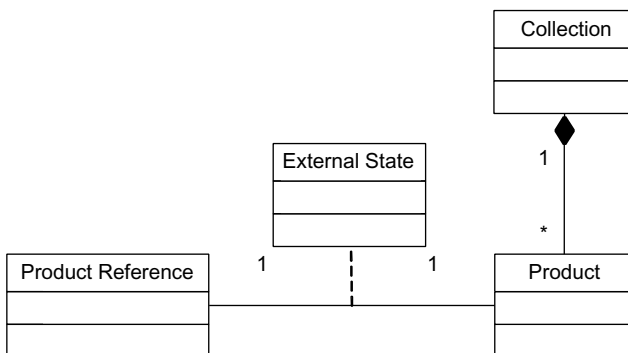 Collection
1
External State
*
1
1
Product Reference
Product